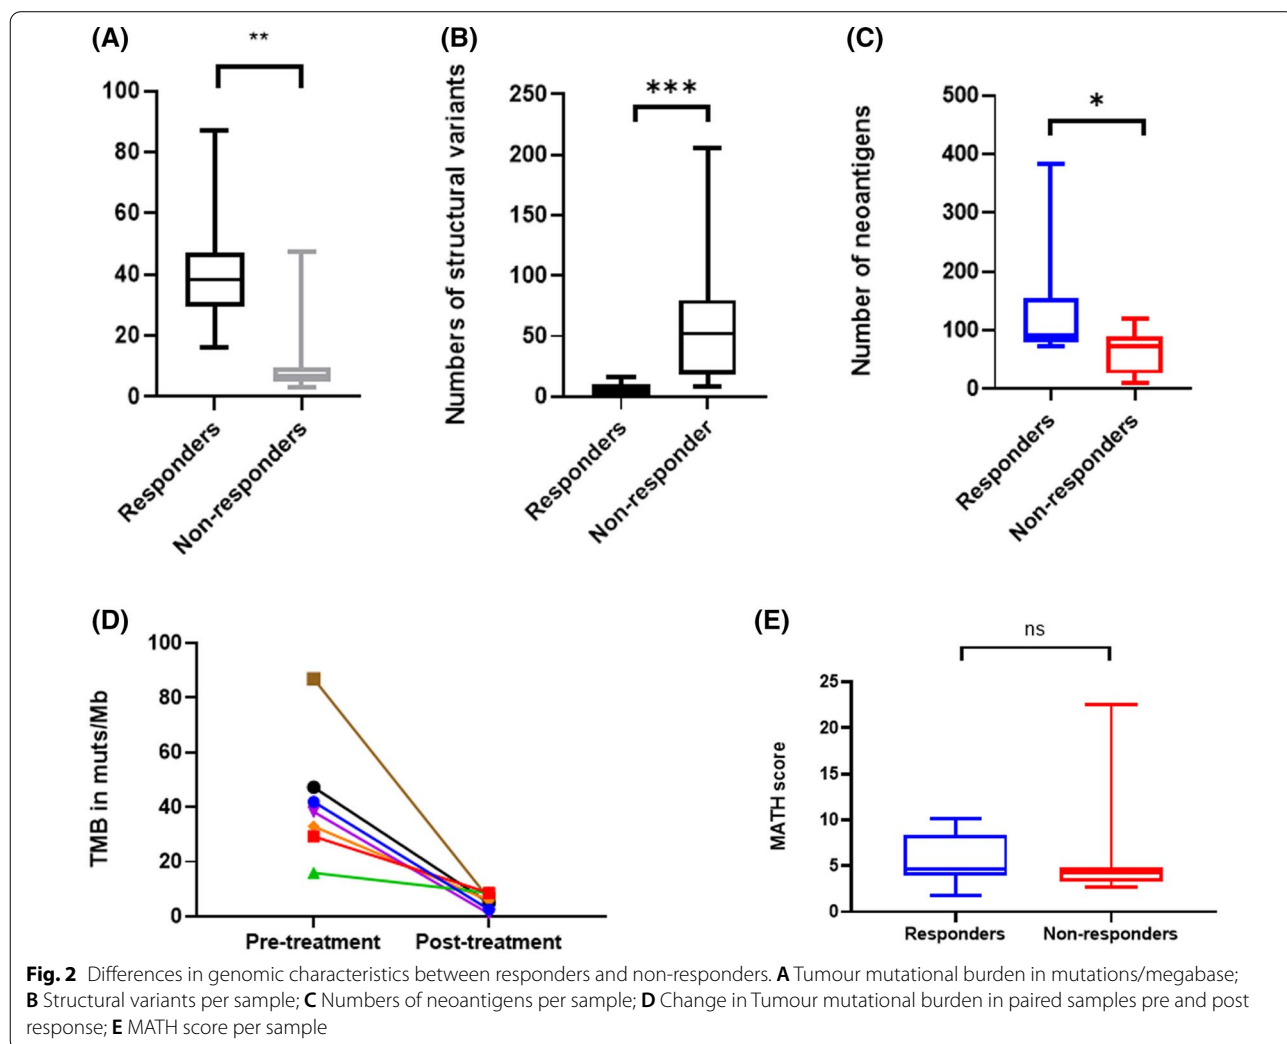 (A)
**
100
80
60
40
20
0
Responders
Non-responders
(B)
***
Numbers of structural variants
250
200
150
100
50
0
Responders
Non-responder
(C)
*
Number of neoantigens
500
400
300
200
100
0
Responders
Non-responders
(D)
TMB in muts/Mb
100
80
60
40
20
0
Pre-treatment Post-treatment
(E)
ns
MATH score
25
20
15
10
5
0
Responders Non-responders
Fig. 2 Differences in genomic characteristics between responders and non-responders. A Tumour mutational burden in mutations/megabase;
B Structural variants per sample; C Numbers of neoantigens per sample; D Change in Tumour mutational burden in paired samples pre and post
response; E MATH score per sample